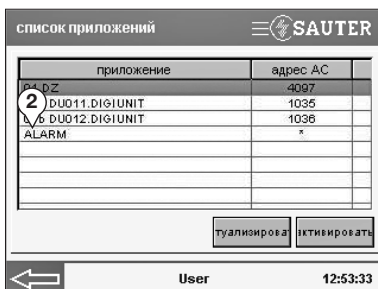 список приложений
SAUTER
приложение адрес АС
DZ 4097
DU011.DIGIUNIT 1035
2
DU012.DIGIUNIT 1036
ALARM *
туализироват активировать
User 12:53:33